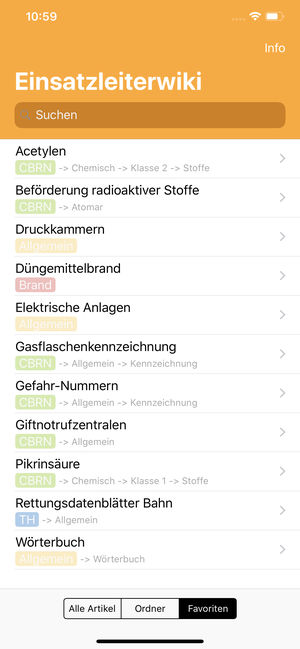 10:59
Info
Einsatzleiterwiki
Suchen
Acetylen
CBRN -> Chemisch -> Klasse 2 -> Stoffe
Beförderung radioaktiver Stoffe
CBRN -> Atomar
Druckkammern
Allgemein
Düngemittelbrand
Brand
Elektrische Anlagen
Allgemein
Gasflaschenkennzeichnung
CBRN -> Allgemein -> Kennzeichnung
Gefahr-Nummern
CBRN -> Allgemein -> Kennzeichnung
Giftnotrufzentralen
CBRN -> Allgemein
Pikrinsäure
CBRN -> Chemisch -> Klasse 1 -> Stoffe
Rettungsdatenblätter Bahn
TH -> Allgemein
Wörterbuch
Allgemein -> Wörterbuch
Alle Artikel Ordner Favoriten